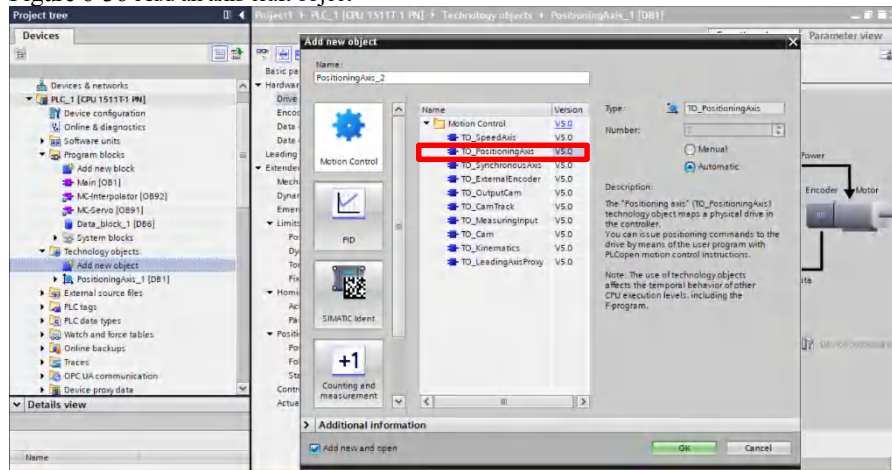 Project tree
Project1 ▸ PLC_1 [CPU 1511T-1 PN] ▸ Technology objects ▸ PositioningAxis_1 [DB1]
Devices
Parameter view
Devices & networks
PLC_1 [CPU 1511T-1 PN]
Device configuration
Online & diagnostics
Software units
Program blocks
Add new block
Main [OB1]
MC-Interpolator [OB92]
MC-Servo [OB91]
Data_block_1 [DB6]
System blocks
Technology objects
Add new object
PositioningAxis_1 [DB1]
External source files
PLC tags
PLC data types
Watch and force tables
Online backups
Traces
OPC UA communication
Device proxy data
Details view
Name
Basic pa
Hardwar
Drive
Encod
Data
Data
Leading
Extende
Mech
Dynar
Emer
Limits
Po
Dy
Tor
Fix
Homi
Ac
Pa
Positi
Po
Fol
Sta
Contr
Actua
Add new object
Name:
PositioningAxis_2
Motion Control
PID
SIMATIC Ident
+1
Counting and
measurement
Name Version
Motion Control V5.0
TO_SpeedAxis V5.0
TO_PositioningAxis V5.0
TO_SynchronousAxis V5.0
TO_ExternalEncoder V5.0
TO_OutputCam V5.0
TO_CamTrack V5.0
TO_MeasuringInput V5.0
TO_Cam V5.0
TO_Kinematics V5.0
TO_LeadingAxisProxy V5.0
Type: TO_PositioningAxis
Number:
Manual
Automatic
Description:
The "Positioning axis" (TO_PositioningAxis)
technology object maps a physical drive in
the controller.
You can issue positioning commands to the
drive by means of the user program with
PLCopen motion control instructions.
Note: The use of technology objects
affects the temporal behavior of other
CPU execution levels, including the
F-program.
Additional information
Add new and open
OK
Cancel
Power
Encoder
Motor